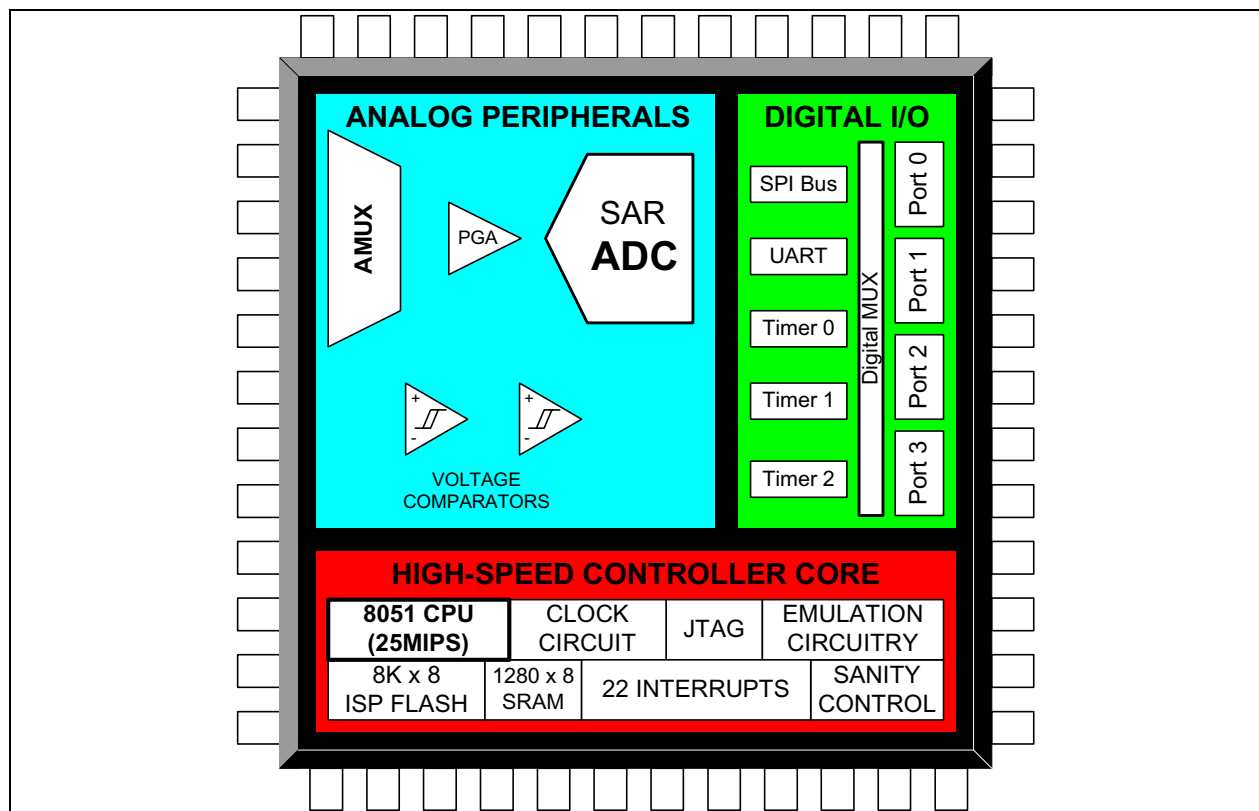 ANALOG PERIPHERALS
AMUX
PGA
SAR
ADC
+
-
+
-
VOLTAGE
COMPARATORS
DIGITAL I/O
SPI Bus
UART
Timer 0
Timer 1
Timer 2
Digital MUX
Port 0
Port 1
Port 2
Port 3
HIGH-SPEED CONTROLLER CORE
8051 CPU
(25MIPS)
CLOCK
CIRCUIT
JTAG
EMULATION
CIRCUITRY
8K x 8
ISP FLASH
1280 x 8
SRAM
22 INTERRUPTS
SANITY
CONTROL